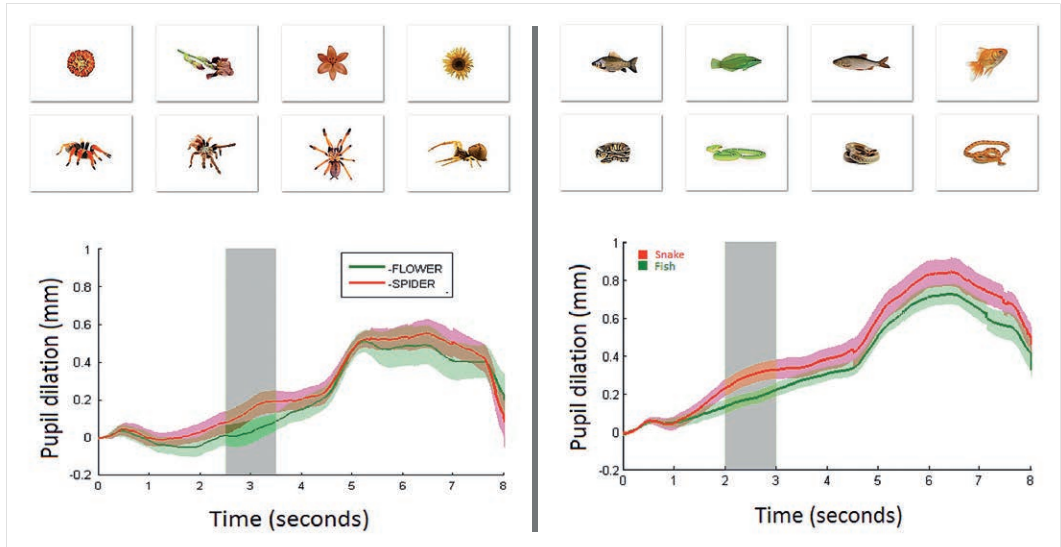 Pupil dilation (mm)
1
0.8
0.6
0.4
0.2
0
-0.2
-FLOWER
-SPIDER
0 1 2 3 4 5 6 7 8
Time (seconds)
Pupil dilation (mm)
1
0.8
0.6
0.4
0.2
0
-0.2
Snake
Fish
0 1 2 3 4 5 6 7 8
Time (seconds)